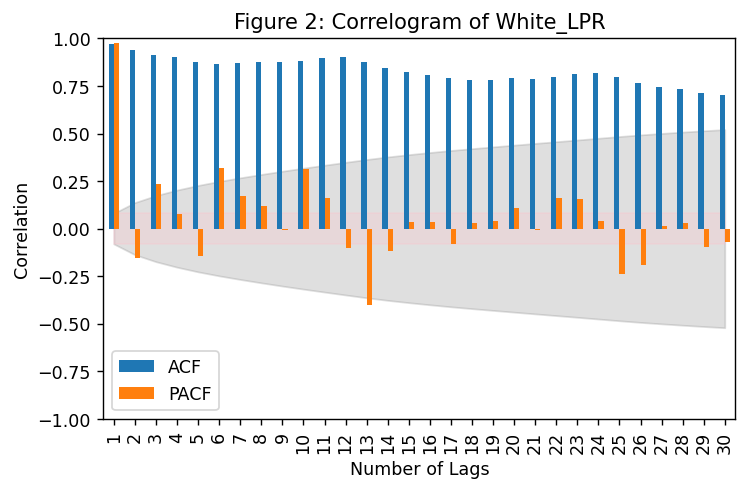 Figure 2: Correlogram of White_LPR
1.00
0.75
0.50
0.25
0.00
−0.25
−0.50
−0.75
−1.00
Correlation
ACF
PACF
1 2 3 4 5 6 7 8 9 10 11 12 13 14 15 16 17 18 19 20 21 22 23 24 25 26 27 28 29 30
Number of Lags